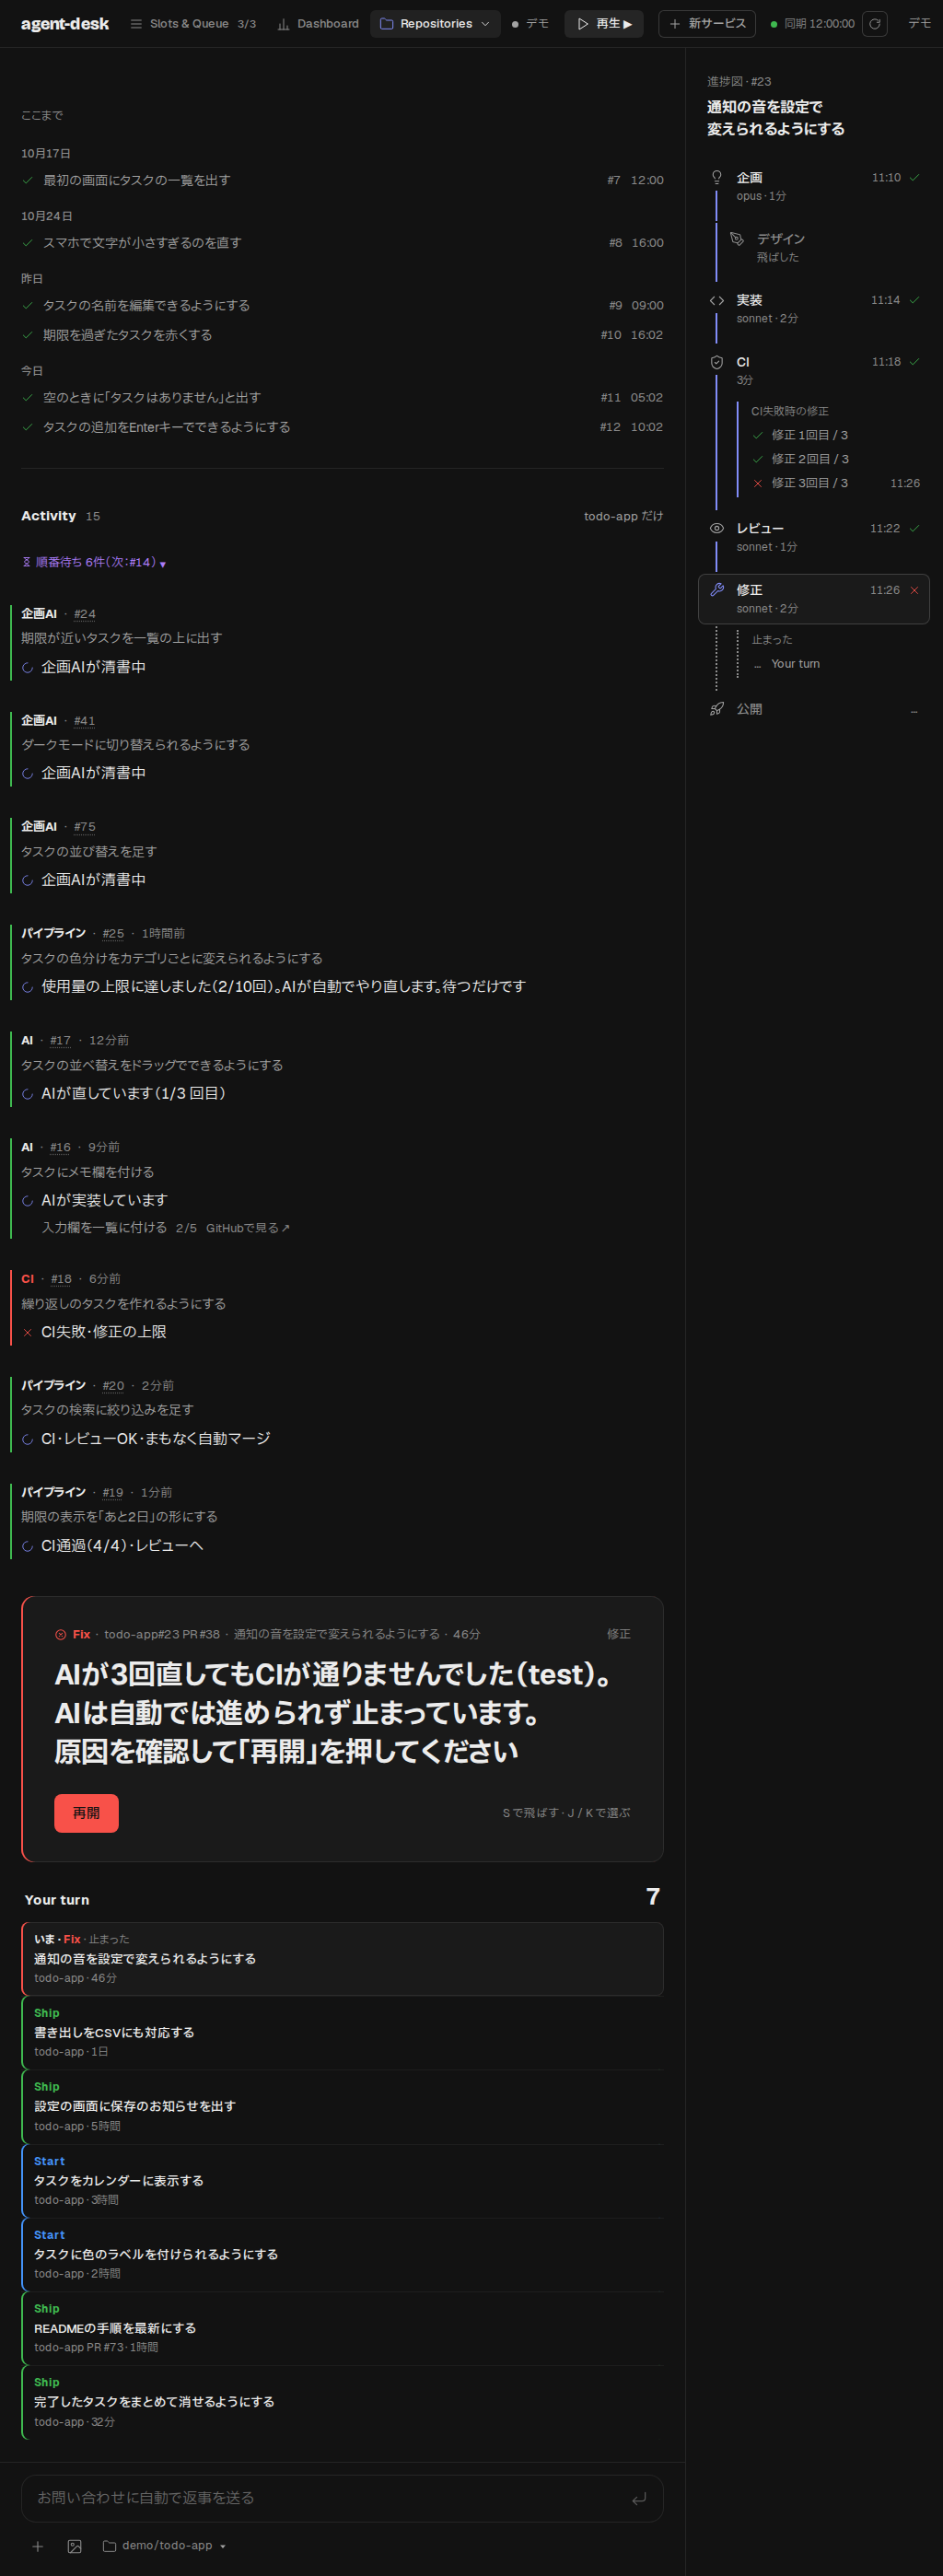 agent-desk Slots & Queue 3/3 Dashboard Repositories デモ 再生 ▶ 新サービス 同期 12:00:00 デモ
ここまで
10月17日
最初の画面にタスクの一覧を出す #7 12:00
10月24日
スマホで文字が小さすぎるのを直す #8 16:00
昨日
タスクの名前を編集できるようにする #9 09:00
期限を過ぎたタスクを赤くする #10 16:02
今日
空のときに「タスクはありません」と出す #11 05:02
タスクの追加をEnterキーでできるようにする #12 10:02
Activity 15 todo-app だけ
順番待ち 6件（次：#14） ▼
企画AI · #24
期限が近いタスクを一覧の上に出す
企画AIが清書中
企画AI · #41
ダークモードに切り替えられるようにする
企画AIが清書中
企画AI · #75
タスクの並び替えを足す
企画AIが清書中
パイプライン · #25 · 1時間前
タスクの色分けをカテゴリごとに変えられるようにする
使用量の上限に達しました（2/10回）。AIが自動でやり直します。待つだけです
AI · #17 · 12分前
タスクの並べ替えをドラッグでできるようにする
AIが直しています（1/3 回目）
AI · #16 · 9分前
タスクにメモ欄を付ける
AIが実装しています
入力欄を一覧に付ける 2/5 GitHubで見る ↗
CI · #18 · 6分前
繰り返しのタスクを作れるようにする
CI失敗・修正の上限
パイプライン · #20 · 2分前
タスクの検索に絞り込みを足す
CI・レビューOK・まもなく自動マージ
パイプライン · #19 · 1分前
期限の表示を「あと2日」の形にする
CI通過（4/4）・レビューへ
Fix · todo-app#23 PR #38 · 通知の音を設定で変えられるようにする · 46分 修正
AIが3回直してもCIが通りませんでした（test）。
AIは自動では進められず止まっています。
原因を確認して「再開」を押してください
再開 S で飛ばす · J / K で選ぶ
Your turn 7
いま · Fix · 止まった
通知の音を設定で変えられるようにする
todo-app · 46分
Ship
書き出しをCSVにも対応する
todo-app · 1日
Ship
設定の画面に保存のお知らせを出す
todo-app · 5時間
Start
タスクをカレンダーに表示する
todo-app · 3時間
Start
タスクに色のラベルを付けられるようにする
todo-app · 2時間
Ship
READMEの手順を最新にする
todo-app PR #73 · 1時間
Ship
完了したタスクをまとめて消せるようにする
todo-app · 32分
お問い合わせに自動で返事を送る
demo/todo-app
進捗図 · #23
通知の音を設定で
変えられるようにする
企画 11:10
opus · 1分
デザイン
飛ばした
実装 11:14
sonnet · 2分
CI 11:18
3分
CI失敗時の修正
修正 1回目 / 3
修正 2回目 / 3
修正 3回目 / 3 11:26
レビュー 11:22
sonnet · 1分
修正 11:26
sonnet · 2分
止まった
… Your turn
公開 –